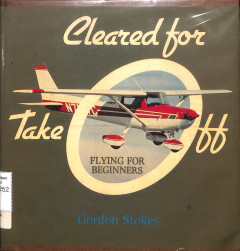 Cleared for
Take Off
FLYING FOR
BEGINNERS
Gordon Stokes